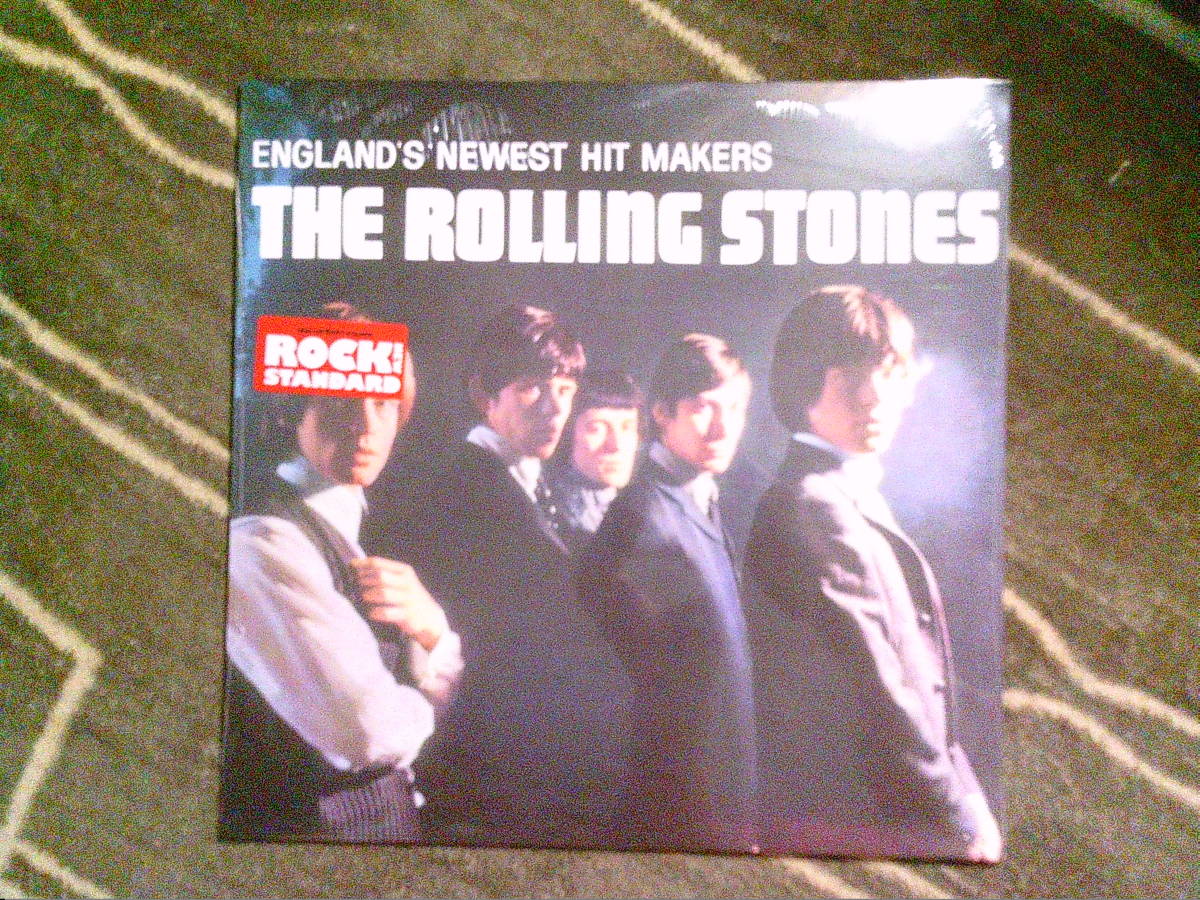 ENGLAND'S NEWEST HIT MAKERS
THE ROLLING STONES
ROCK
STANDARD